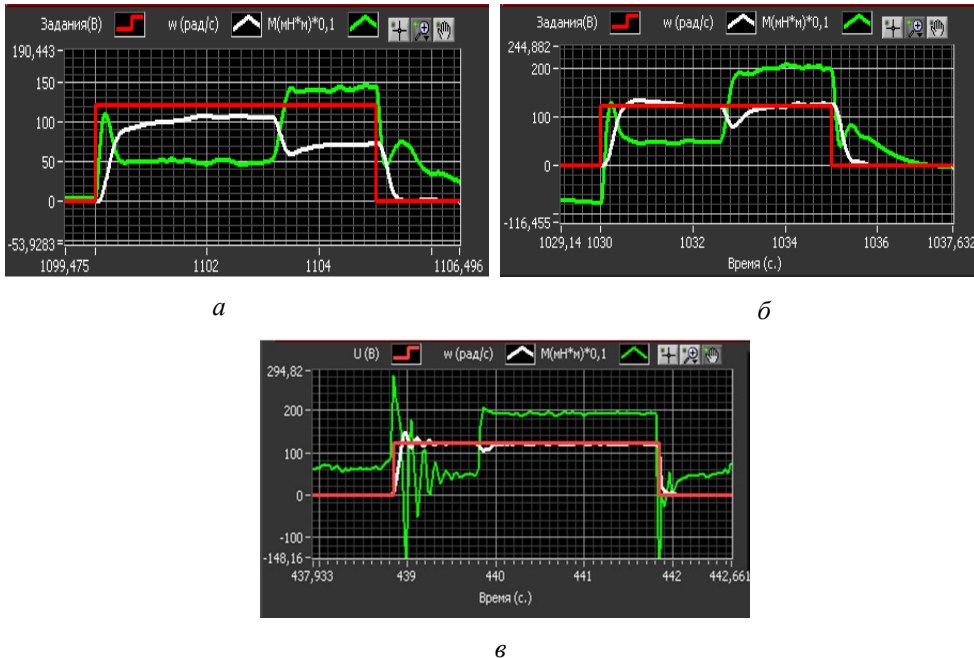 Задания(В) w (рад/с) M(мН*м)*0,1
190,443
150
100
50
0
-53,9283
1099,475 1102 1104 1106,496
а
Задания(В) w (рад/с) M(мН*м)*0,1
244,882
200
100
0
-116,455
1029,14 1030 1032 1034 1036 1037,632
Время (с.)
б
U (В) w (рад/с) M(мН*м)*0,1
294,82
200
100
0
-100
-148,16
437,933 439 440 441 442 442,661
Время (с.)
в